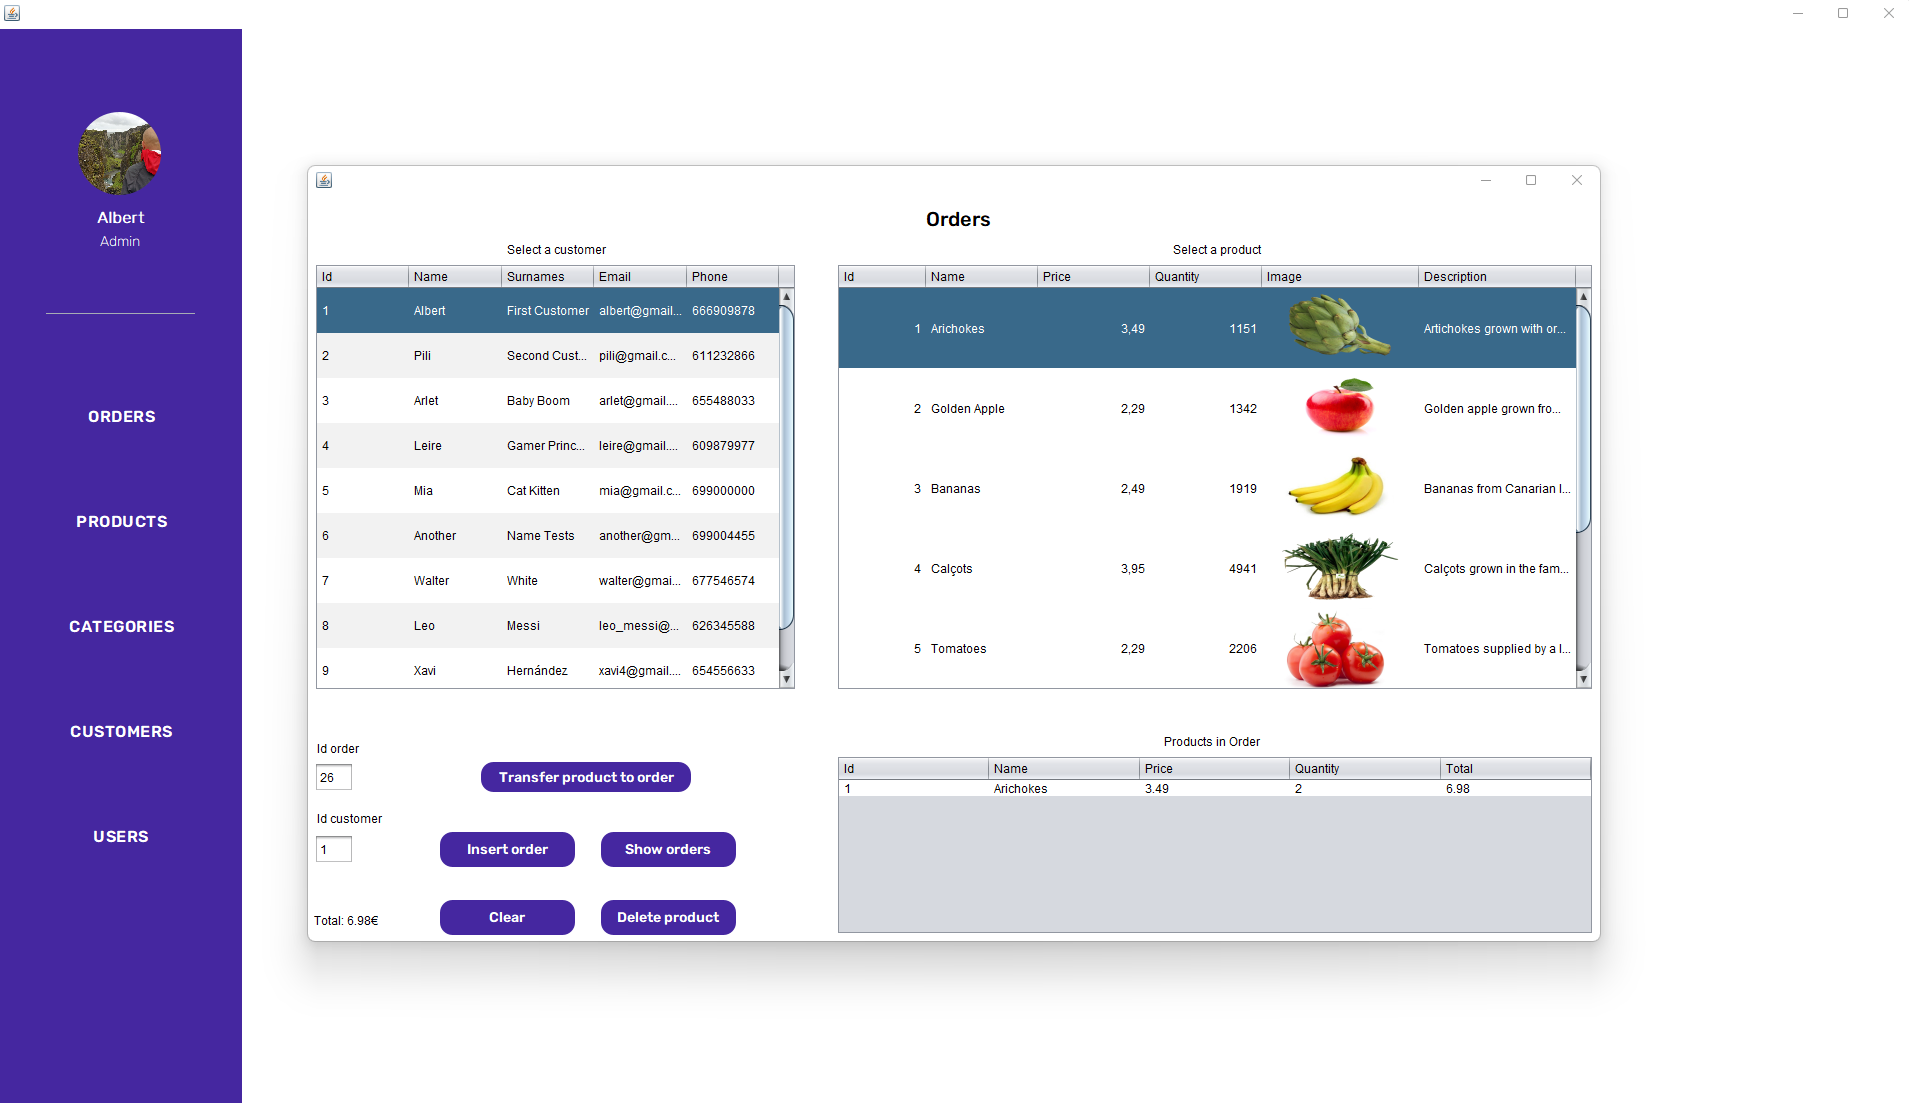 Albert
Admin
ORDERS
PRODUCTS
CATEGORIES
CUSTOMERS
USERS
Orders
Select a customer
Id Name Surnames Email Phone
1 Albert First Customer albert@gmail... 666909878
2 Pili Second Cust... pili@gmail.c... 611232866
3 Arlet Baby Boom arlet@gmail.... 655488033
4 Leire Gamer Princ... leire@gmail.... 609879977
5 Mia Cat Kitten mia@gmail.c... 699000000
6 Another Name Tests another@gm... 699004455
7 Walter White walter@gmai... 677546574
8 Leo Messi leo_messi@... 626345588
9 Xavi Hernández xavi4@gmail.... 654556633
Select a product
Id Name Price Quantity Image Description
1 Arichokes 3,49 1151 Artichokes grown with or...
2 Golden Apple 2,29 1342 Golden apple grown fro...
3 Bananas 2,49 1919 Bananas from Canarian I...
4 Calçots 3,95 4941 Calçots grown in the fam...
5 Tomatoes 2,29 2206 Tomatoes supplied by a l...
Id order
26
Transfer product to order
Id customer
1
Insert order
Show orders
Total: 6.98€
Clear
Delete product
Products in Order
Id Name Price Quantity Total
1 Arichokes 3.49 2 6.98